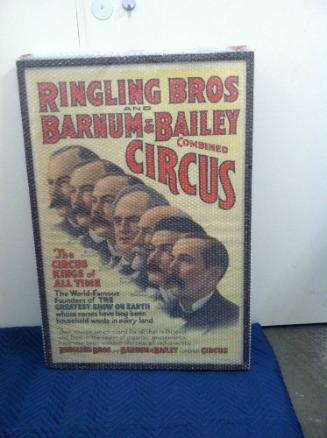 RINGLING BROS
AND
BARNUM & BAILEY
COMBINED
CIRCUS
The
CIRCUS
KINGS of
ALL TIME
The World-Famous
Founders of THE
GREATEST SHOW ON EARTH
whose names have long been
household words in every land
RINGLING BROS AND BARNUM & BAILEY COMBINED CIRCUS